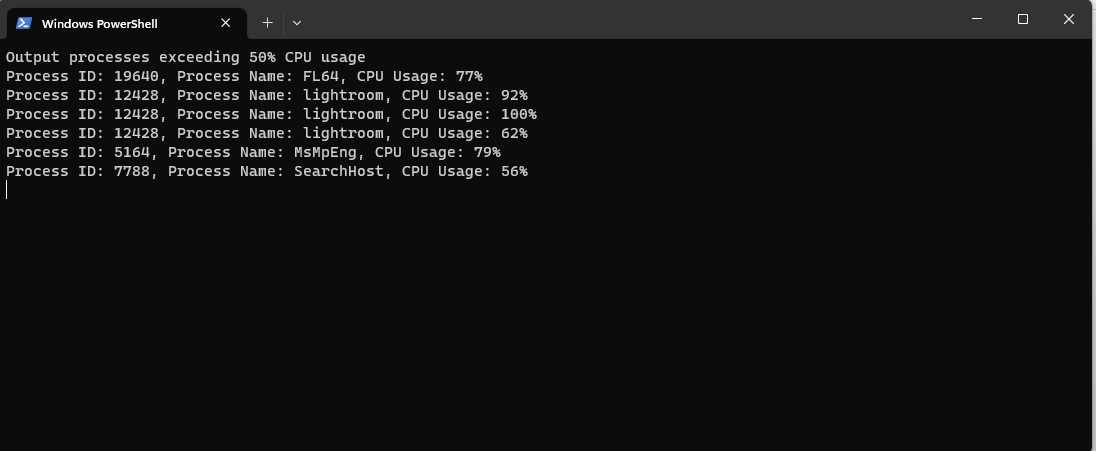 Windows PowerShell
Output processes exceeding 50% CPU usage
Process ID: 19640, Process Name: FL64, CPU Usage: 77%
Process ID: 12428, Process Name: lightroom, CPU Usage: 92%
Process ID: 12428, Process Name: lightroom, CPU Usage: 100%
Process ID: 12428, Process Name: lightroom, CPU Usage: 62%
Process ID: 5164, Process Name: MsMpEng, CPU Usage: 79%
Process ID: 7788, Process Name: SearchHost, CPU Usage: 56%